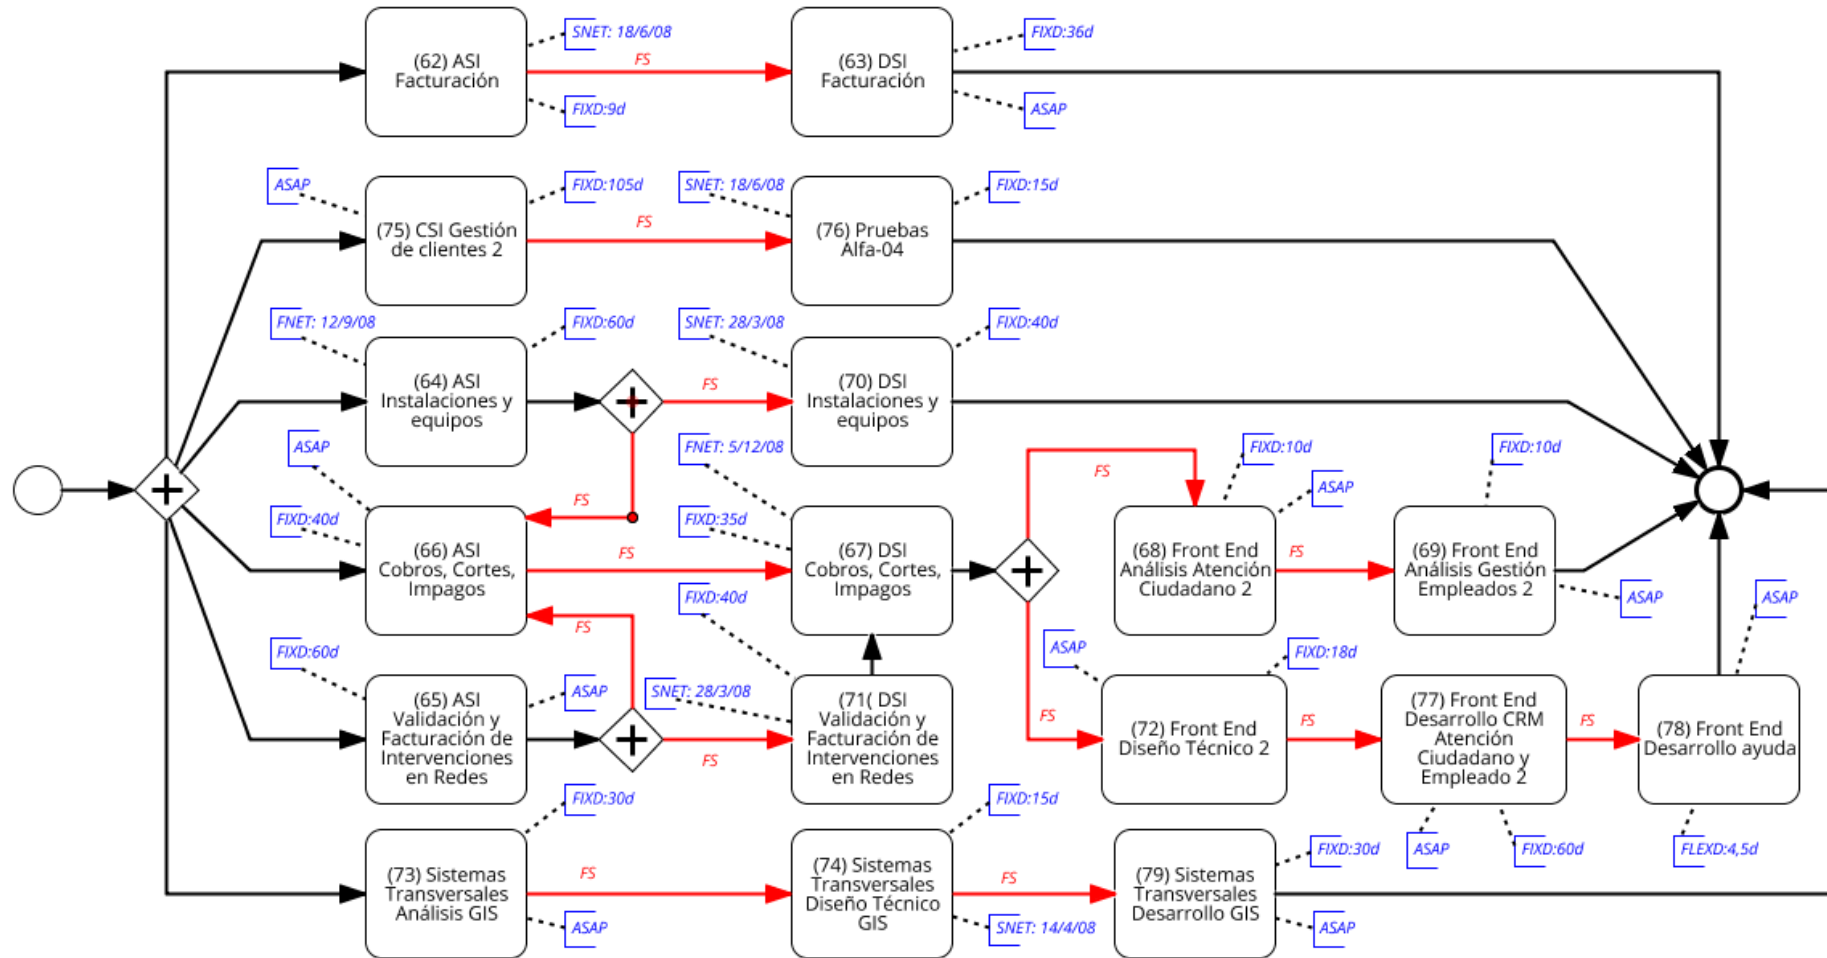 SNET: 18/6/08
FIXD:36d
(62) ASI
Facturación
FS
(63) DSI
Facturación
FIXD:9d
ASAP
ASAP
FIXD:105d
SNET: 18/6/08
FIXD:15d
(75) CSI Gestión
de clientes 2
FS
(76) Pruebas
Alfa-04
FNET: 12/9/08
FIXD:60d
SNET: 28/3/08
FIXD:40d
(64) ASI
Instalaciones y
equipos
FS
(70) DSI
Instalaciones y
equipos
ASAP
FNET: 5/12/08
FIXD:10d
FIXD:10d
FS
ASAP
FIXD:40d
FS
FIXD:35d
(66) ASI
Cobros, Cortes,
Impagos
FS
(67) DSI
Cobros, Cortes,
Impagos
(68) Front End
Análisis Atención
Ciudadano 2
FS
(69) Front End
Análisis Gestión
Empleados 2
FIXD:40d
ASAP
ASAP
FS
FIXD:60d
ASAP
FIXD:18d
(65) ASI
Validación y
Facturación de
Intervenciones
en Redes
ASAP
FS
SNET: 28/3/08
(71( DSI
Validación y
Facturación de
Intervenciones
en Redes
FS
(72) Front End
Diseño Técnico 2
FS
(77) Front End
Desarrollo CRM
Atención
Ciudadano y
Empleado 2
FS
(78) Front End
Desarrollo ayuda
FIXD:30d
FIXD:15d
FIXD:30d
ASAP
FIXD:60d
FLEXD:4,5d
(73) Sistemas
Transversales
Análisis GIS
FS
(74) Sistemas
Transversales
Diseño Técnico
GIS
FS
(79) Sistemas
Transversales
Desarrollo GIS
ASAP
SNET: 14/4/08
ASAP